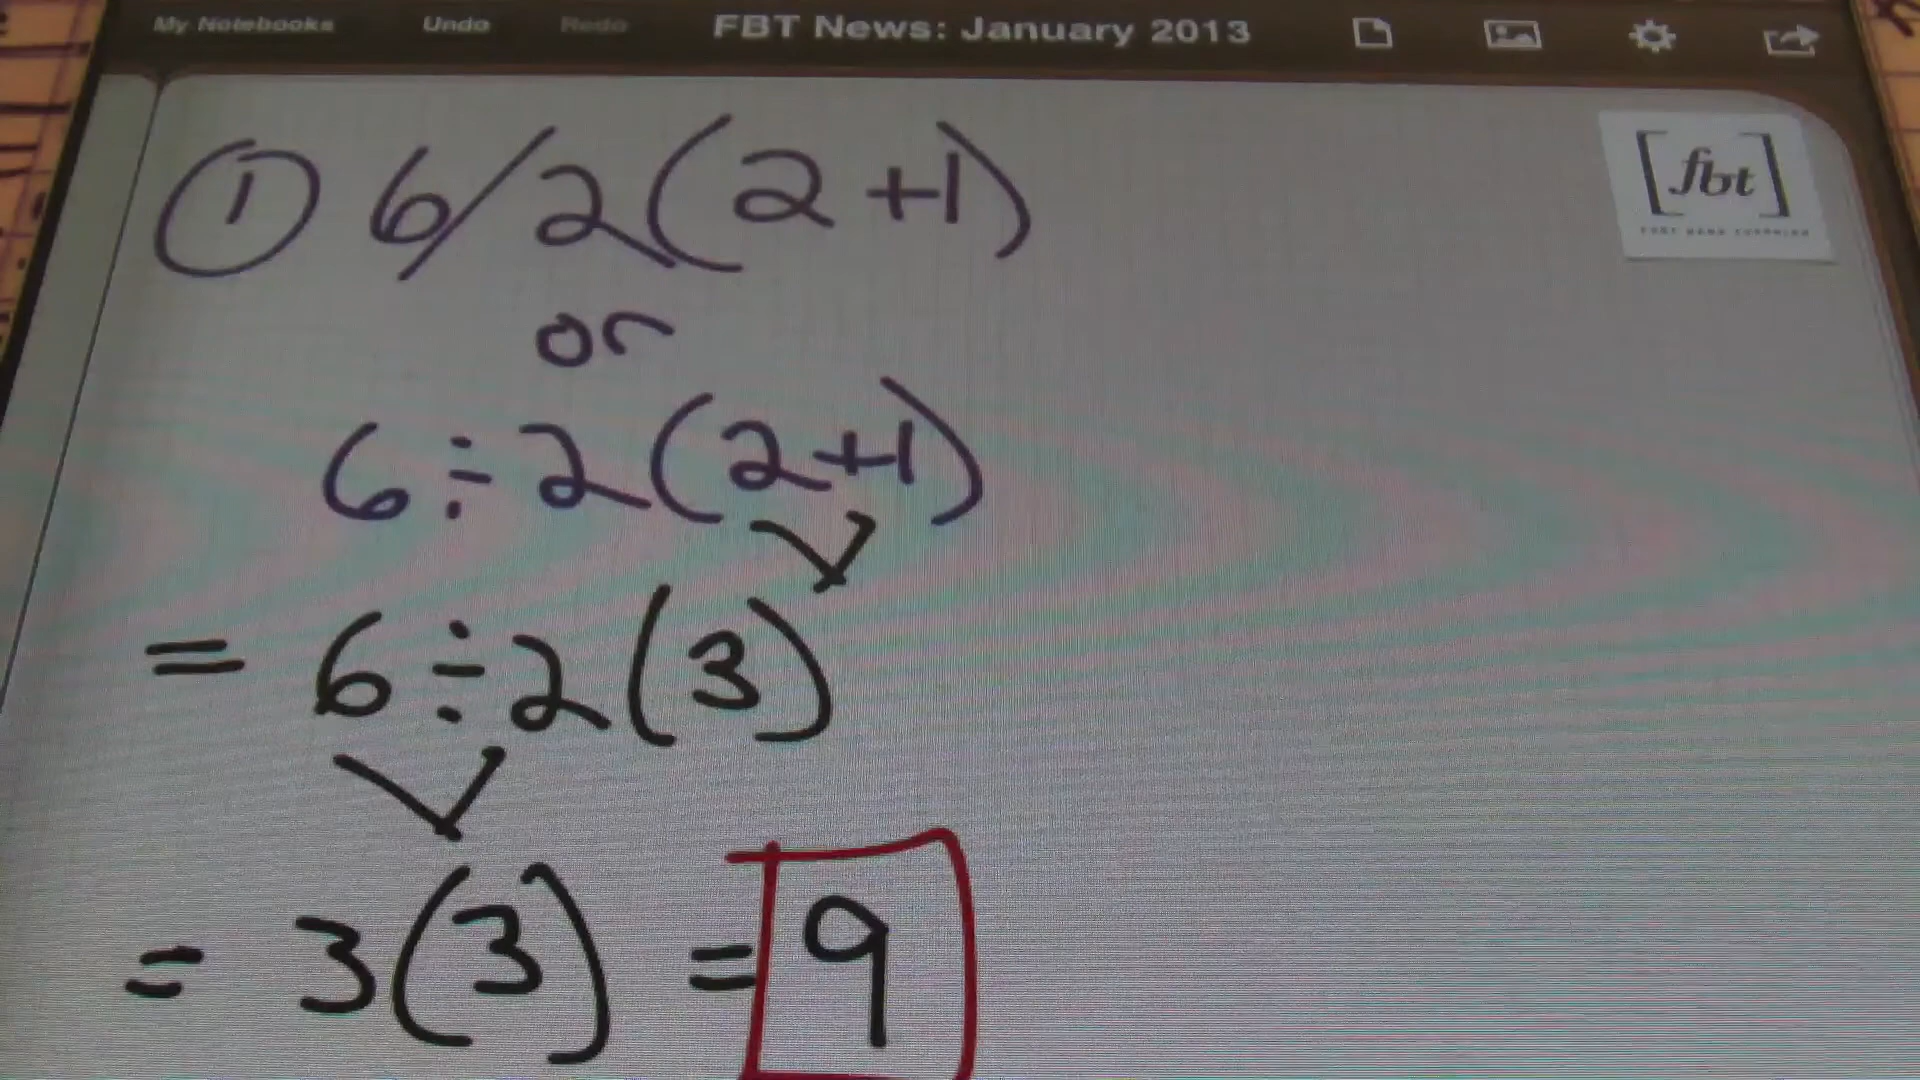 My Notebooks Undo Redo FBT News: January 2013
[fbt]
① 6/2(2+1)
or
6÷2(2+1)
= 6÷2(3)
= 3(3) = 9